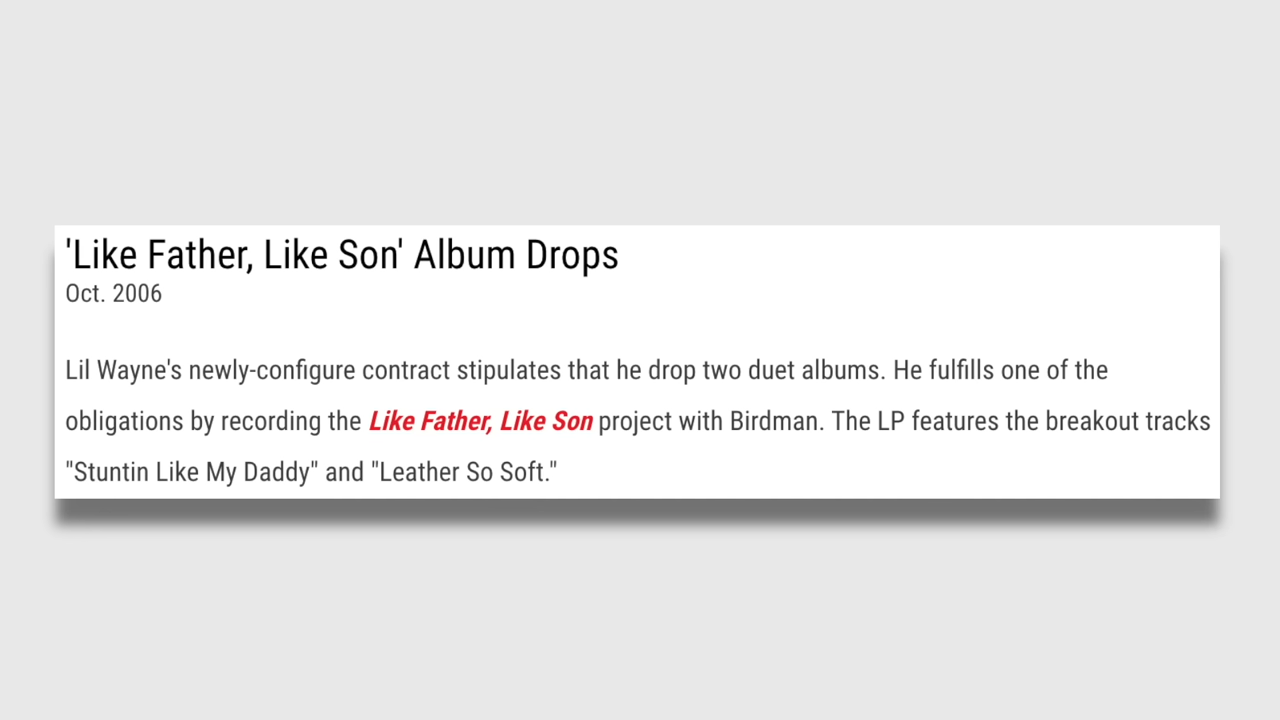 'Like Father, Like Son' Album Drops
Oct. 2006
Lil Wayne's newly-configure contract stipulates that he drop two duet albums. He fulfills one of the
obligations by recording the Like Father, Like Son project with Birdman. The LP features the breakout tracks
"Stuntin Like My Daddy" and "Leather So Soft."